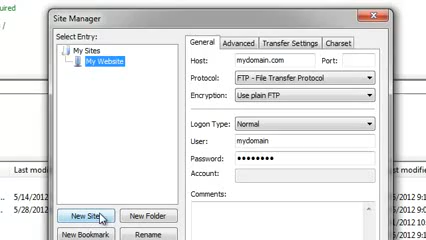 uired
/
Site Manager
Select Entry:
My Sites
My Website
New Site
New Folder
New Bookmark
Rename
General
Advanced
Transfer Settings
Charset
Host:
mydomain.com
Port:
Protocol:
FTP - File Transfer Protocol
Encryption:
Use plain FTP
Logon Type:
Normal
User:
mydomain
Password:
●●●●●●●●
Account:
Comments:
Last modi
5/14/2012
5/28/2012
Last modifie